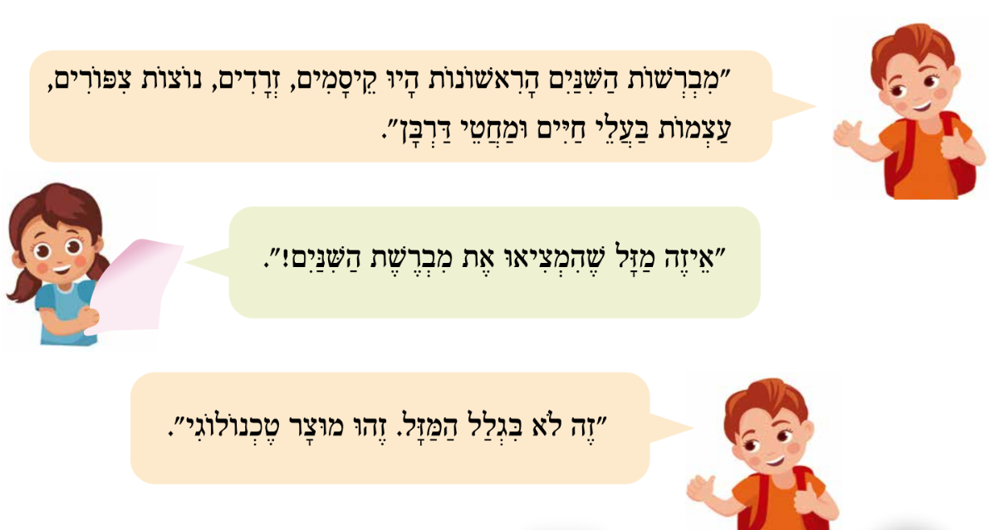 "מִבְרְשׁוֹת הַשִּׁנַּיִם הָרִאשׁוֹנוֹת הָיוּ קֵיסָמִים, זְרָדִים, נוֹצוֹת צִפּוֹרִים,
עַצְמוֹת בַּעֲלֵי חַיִּים וּמַחֲטֵי דַּרְבָּן".
"אֵיזֶה מַזָּל שֶׁהִמְצִיאוּ אֶת מִבְרֶשֶׁת הַשִּׁנַּיִם!".
"זֶה לֹא בִּגְלַל הַמַּזָּל. זֶהוּ מוּצָר טֶכְנוֹלוֹגִי".